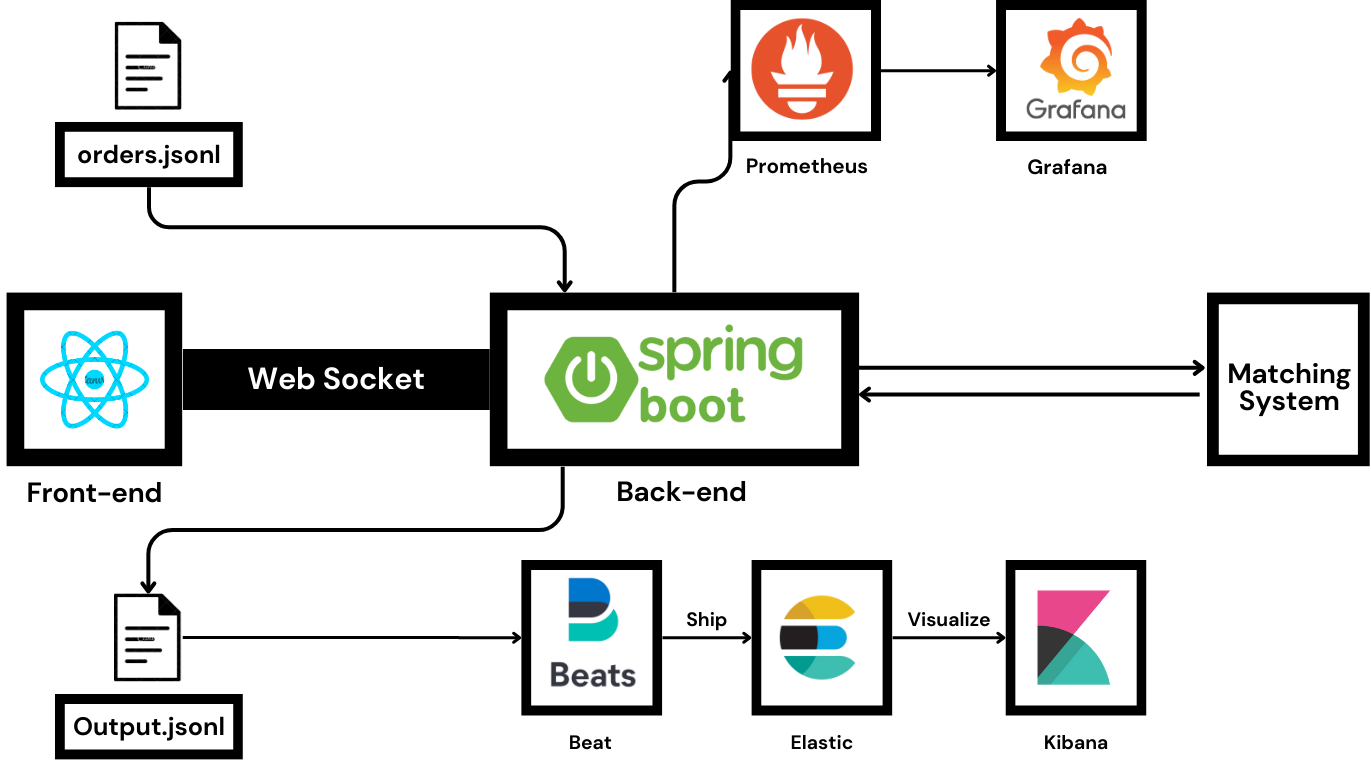 orders.jsonl
Prometheus
Grafana
Grafana
Web Socket
spring
boot
Matching
System
Front-end
Back-end
Beats
Ship
Visualize
Output.jsonl
Beat
Elastic
Kibana